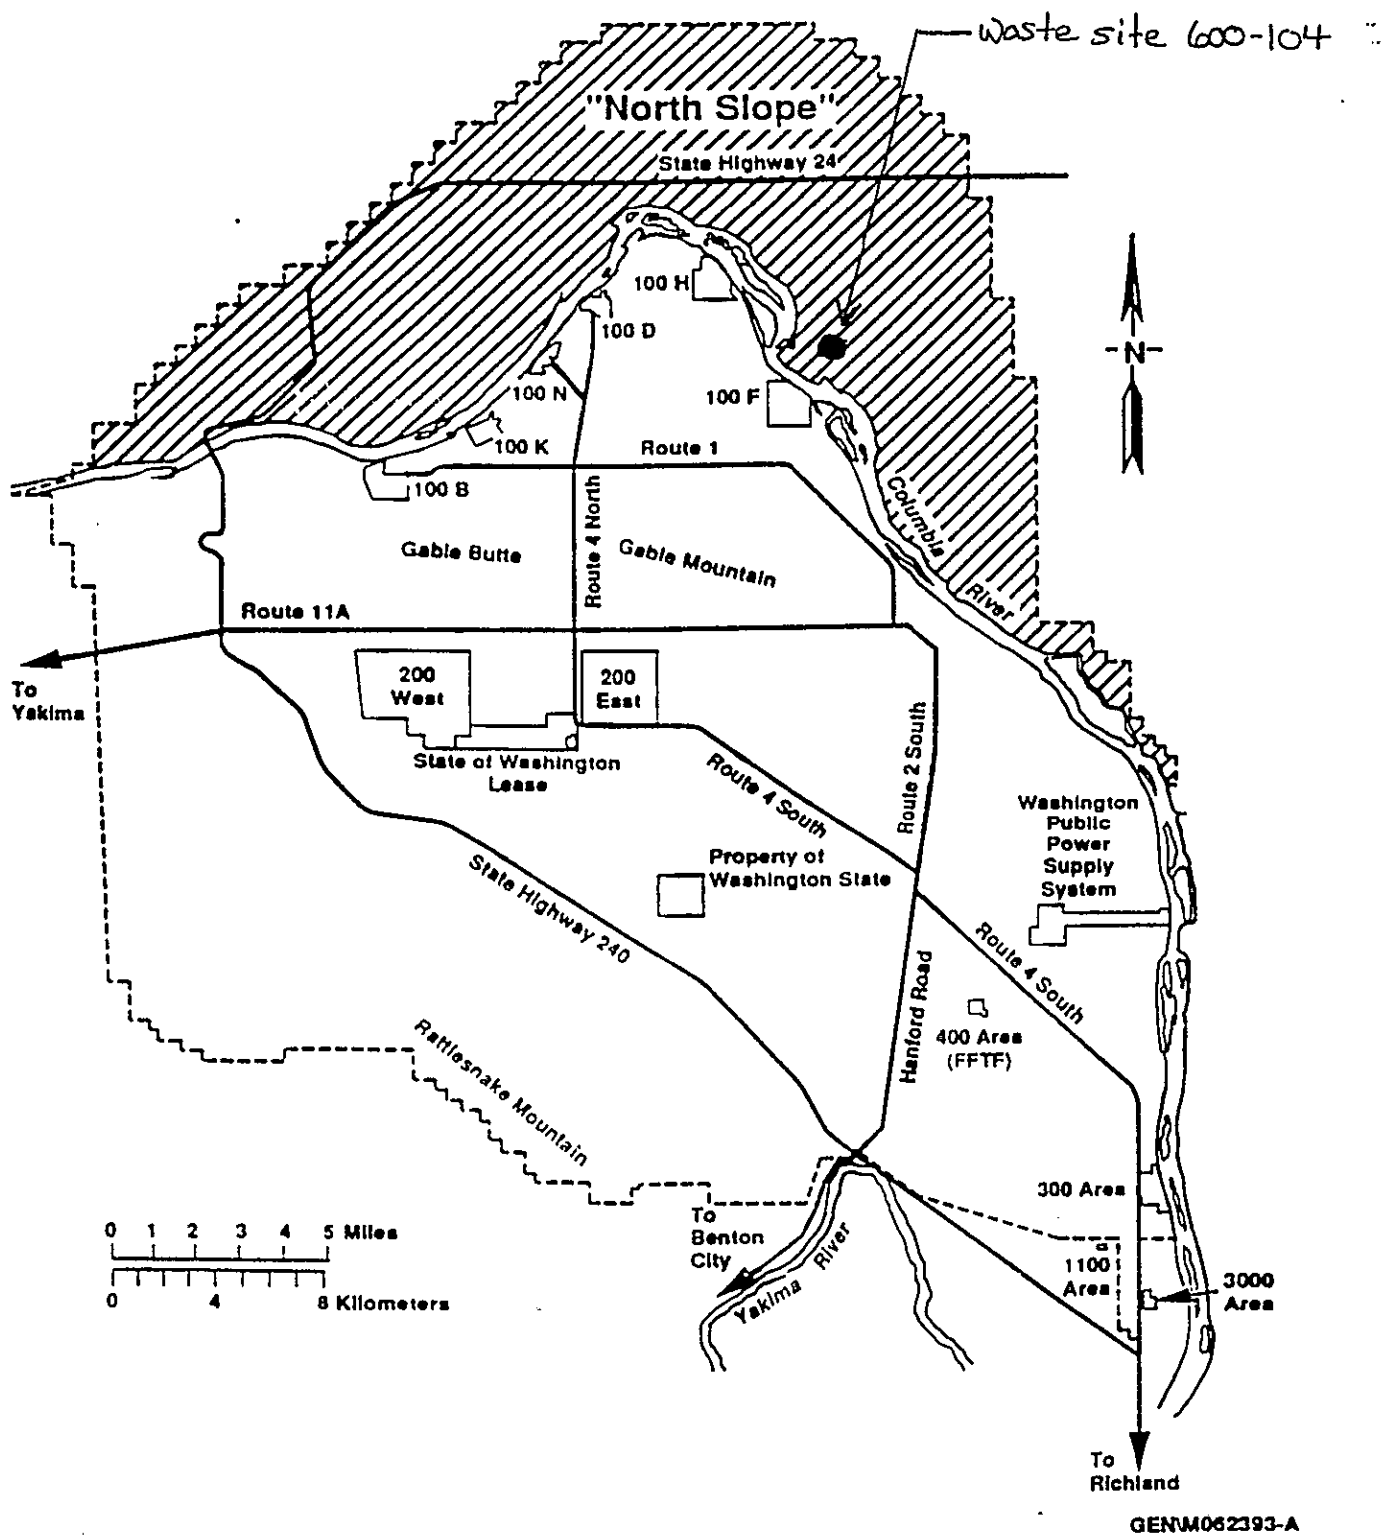 waste site 600-104
"North Slope"
State Highway 24
100 H
100 D
N
100 N
100 F
100 K
Route 1
100 B
Columbia
River
Route 4 North
Gable Butte
Gable Mountain
Route 11A
To
Yakima
200
West
200
East
State of Washington
Lease
Route 4 South
Route 2 South
Washington
Public
Power
Supply
System
Property of
Washington State
State Highway 240
Route 4 South
Hanford Road
400 Area
(FFTF)
Rattlesnake Mountain
300 Area
To
Benton
City
Yakima River
0 1 2 3 4 5 Miles
0 4 8 Kilometers
1100
Area
3000
Area
To
Richland
GEN\M062393-A